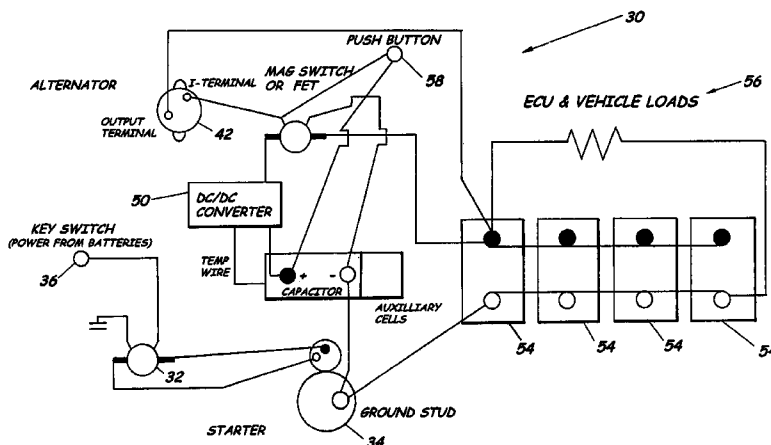 30
PUSH BUTTON
58
56
I-TERMINAL
MAG SWITCH
OR FET
ALTERNATOR
ECU & VEHICLE LOADS
OUTPUT
TERMINAL
42
50
DC/DC
CONVERTER
KEY SWITCH
(POWER FROM BATTERIES)
36
TEMP
WIRE
+ -
CAPACITOR
AUXILLIARY
CELLS
54
54
54
54
32
GROUND STUD
STARTER
34